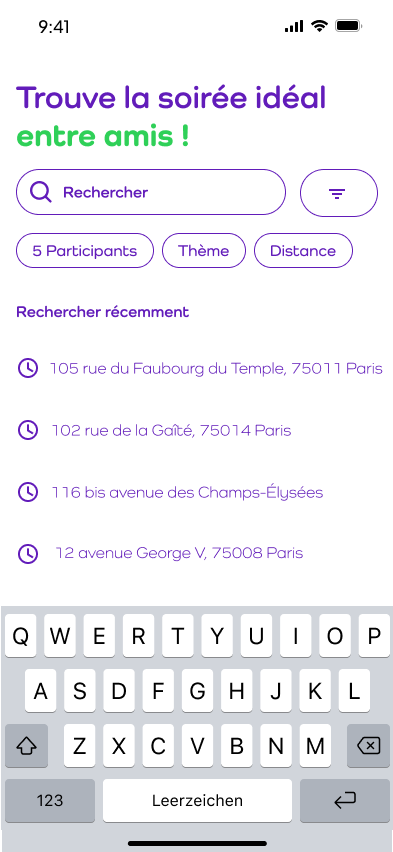 9:41
Trouve la soirée idéal
entre amis !
Rechercher
5 Participants Thème Distance
Rechercher récemment
105 rue du Faubourg du Temple, 75011 Paris
102 rue de la Gaîté, 75014 Paris
116 bis avenue des Champs-Élysées
12 avenue George V, 75008 Paris
Q W E R T Y U I O P
A S D F G H J K L
Z X C V B N M
123 Leerzeichen